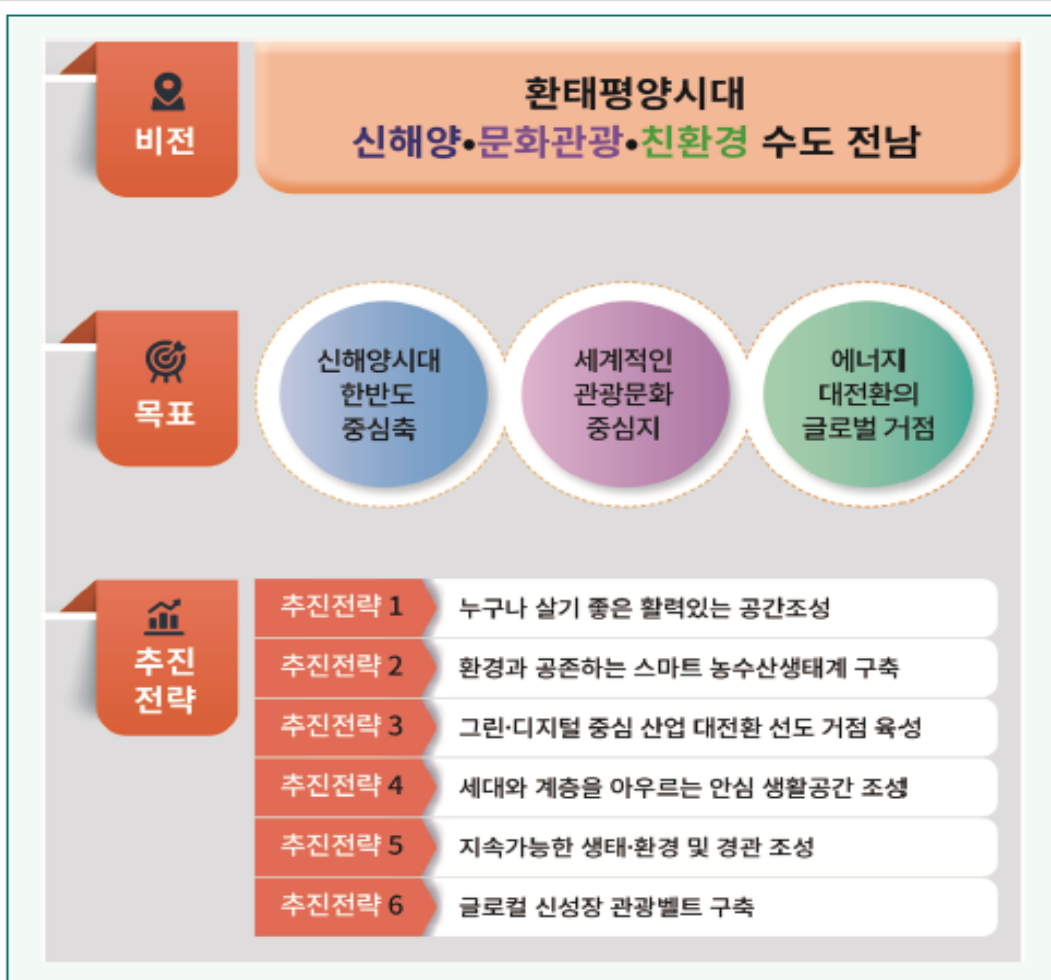 비전
환태평양시대
신해양•문화관광•친환경 수도 전남
목표
신해양시대
한반도
중심축
세계적인
관광문화
중심지
에너지
대전환의
글로벌 거점
추진
전략
추진전략 1 누구나 살기 좋은 활력있는 공간조성
추진전략 2 환경과 공존하는 스마트 농수산생태계 구축
추진전략 3 그린·디지털 중심 산업 대전환 선도 거점 육성
추진전략 4 세대와 계층을 아우르는 안심 생활공간 조성
추진전략 5 지속가능한 생태·환경 및 경관 조성
추진전략 6 글로컬 신성장 관광벨트 구축